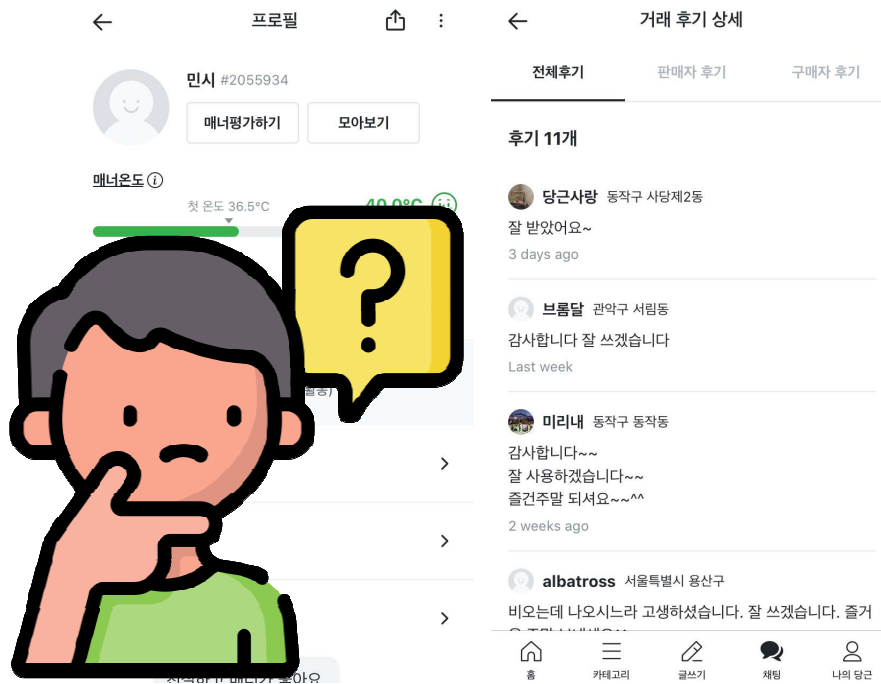 프로필
민시 #2055934
매너평가하기
모아보기
매너온도
첫 온도 36.5°C
40.0°C
?
거래 후기 상세
전체후기
판매자 후기
구매자 후기
후기 11개
당근사랑 동작구 사당제2동
잘 받았어요~
3 days ago
브롬달 관악구 서림동
감사합니다 잘 쓰겠습니다
Last week
미리내 동작구 동작동
감사합니다~~
잘 사용하겠습니다~~
즐건주말 되셔요~~^^
2 weeks ago
albatross 서울특별시 용산구
비오는데 나오시느라 고생하셨습니다. 잘 쓰겠습니다. 즐거
홈
카테고리
글쓰기
채팅
나의 당근